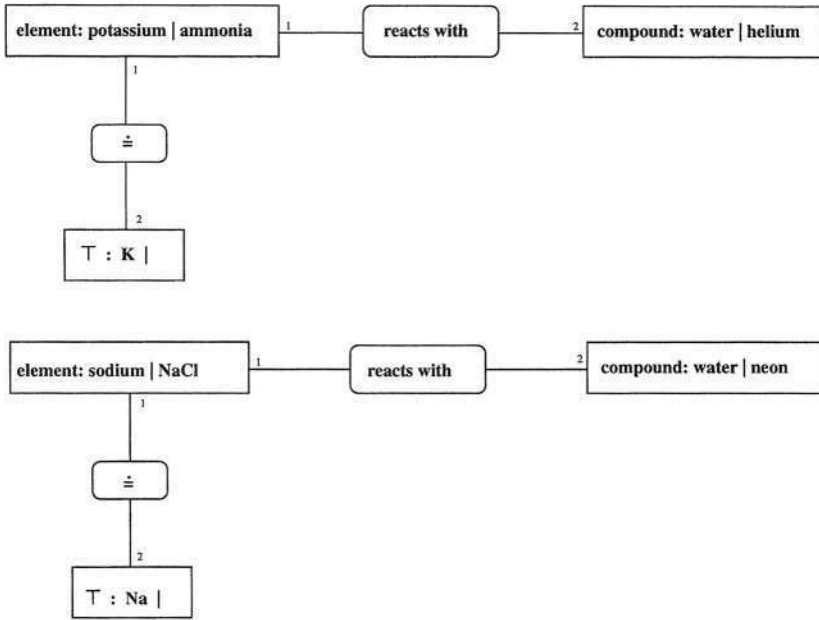 element: potassium | ammonia 1 reacts with 2 compound: water | helium
1
≐
2
⊤ : K |
element: sodium | NaCl 1 reacts with 2 compound: water | neon
1
≐
2
⊤ : Na |